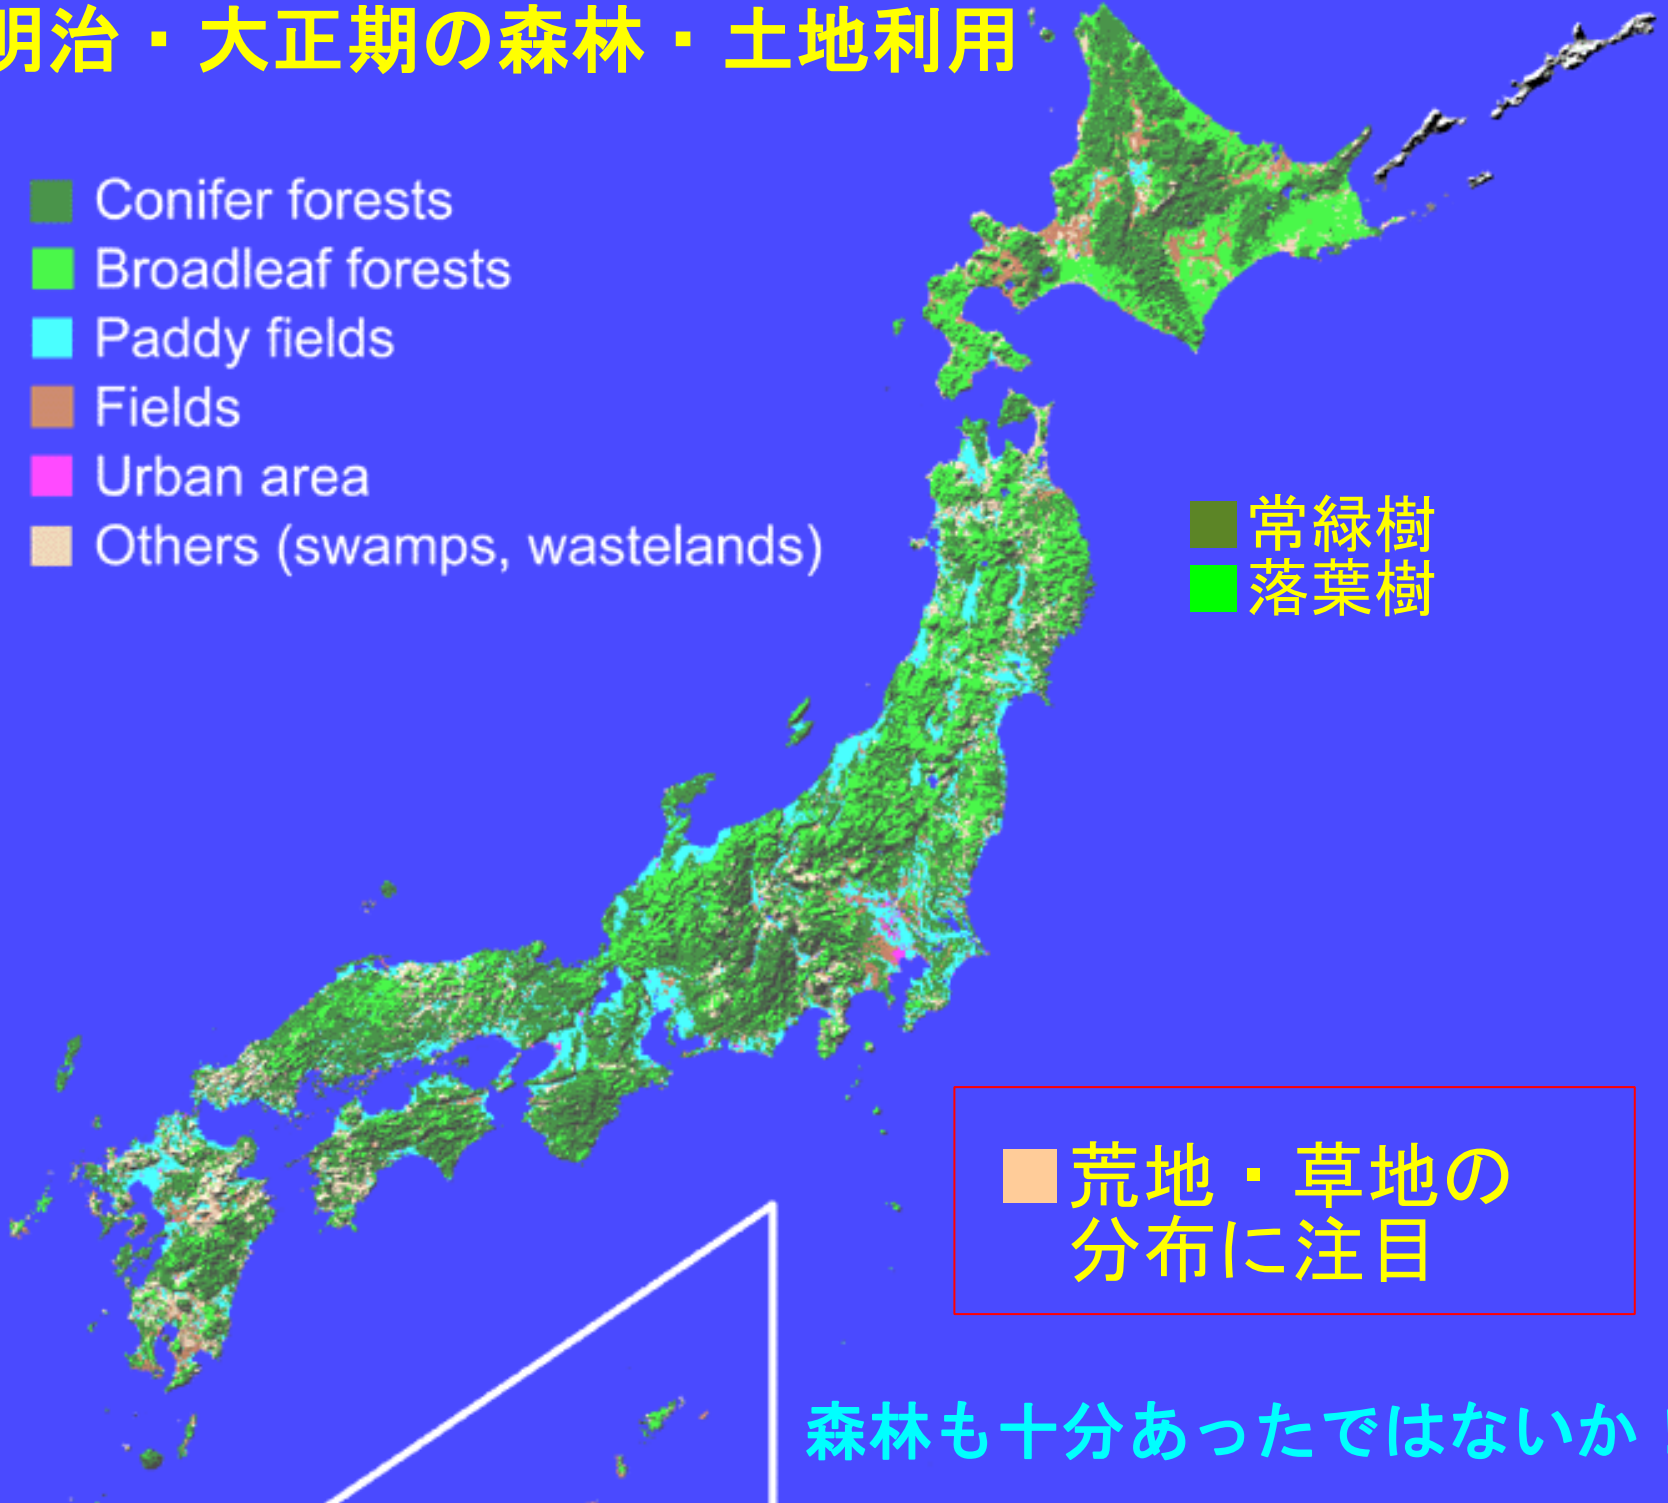 明治・大正期の森林・土地利用
Conifer forests
Broadleaf forests
Paddy fields
Fields
Urban area
Others (swamps, wastelands)
常緑樹
落葉樹
荒地・草地の
分布に注目
森林も十分あったではないか